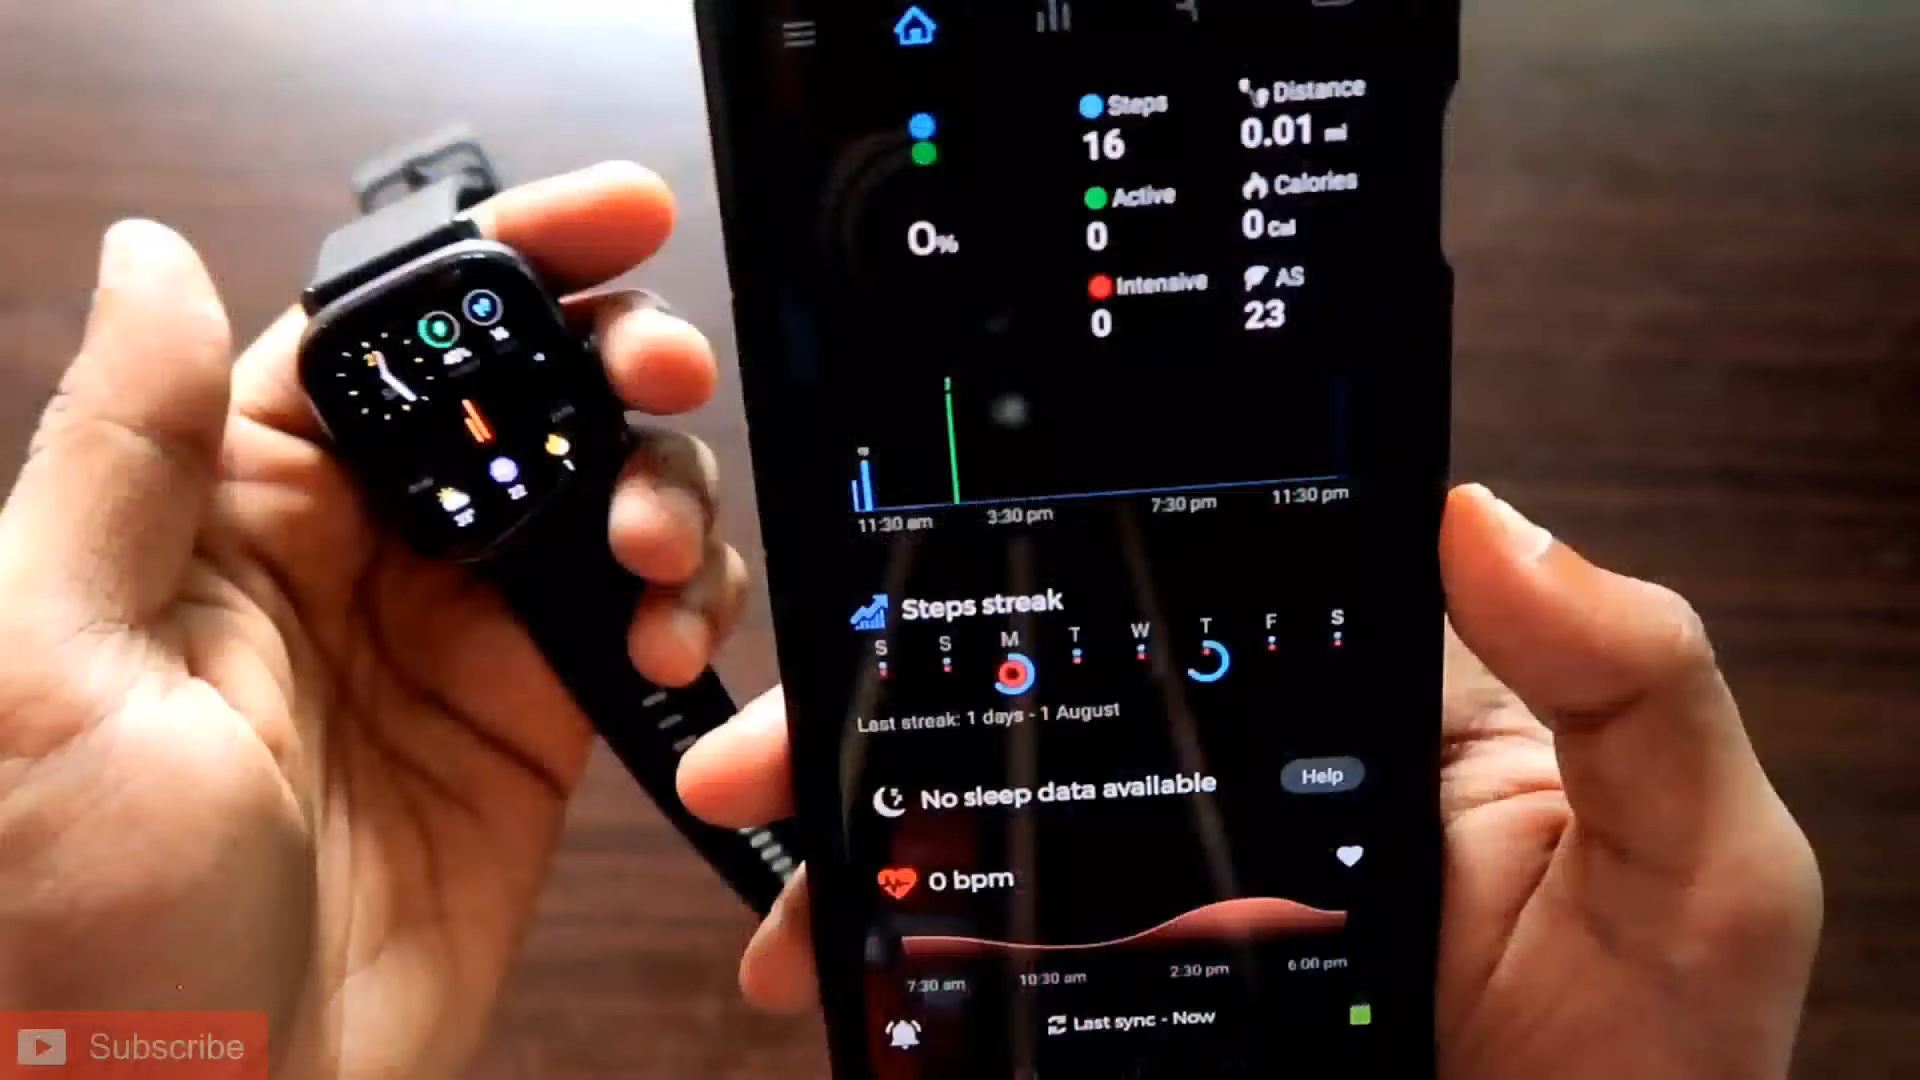 Steps
16
Distance
0.01 mi
Active
0
Calories
0 Cal
0%
Intensive
0
AS
23
11:30 am
3:30 pm
7:30 pm
11:30 pm
Steps streak
S S M T W T F S
Last streak: 1 days - 1 August
No sleep data available
Help
0 bpm
7:30 am
10:30 am
2:30 pm
6:00 pm
Last sync - Now
Subscribe